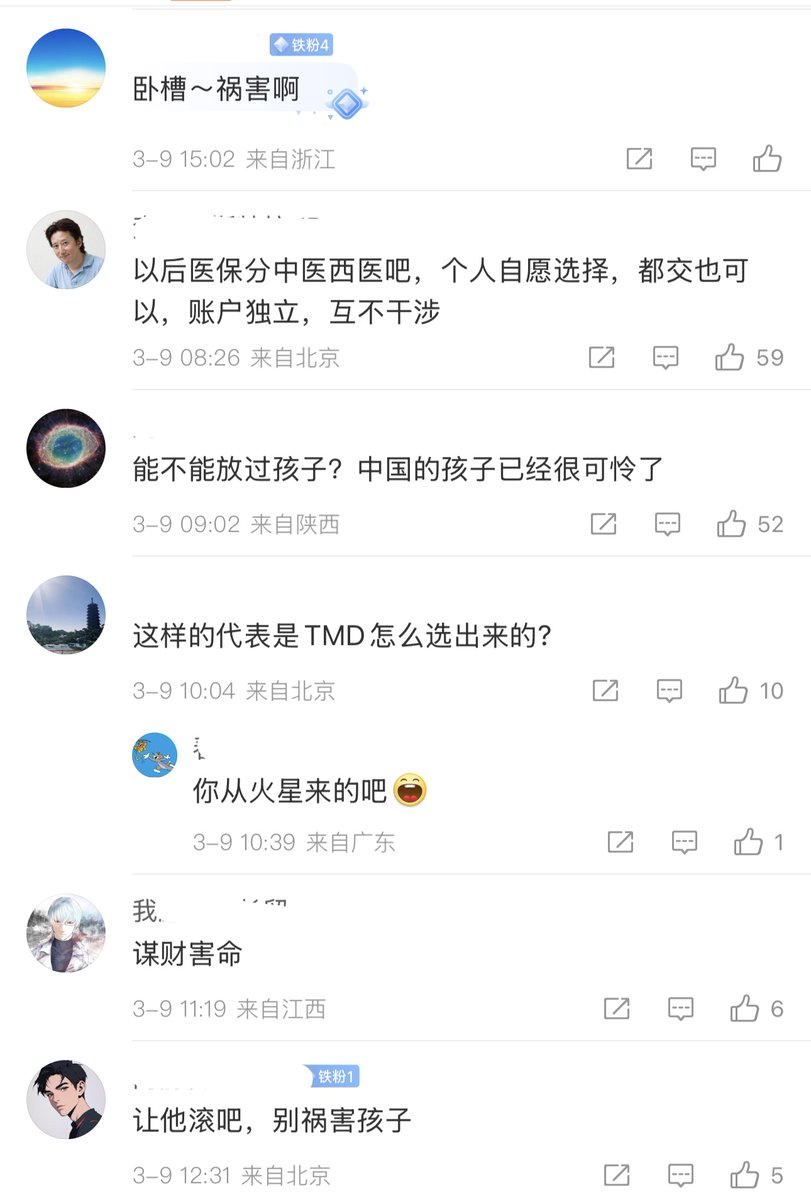 铁粉4
卧槽～祸害啊
3-9 15:02 来自浙江
以后医保分中医西医吧，个人自愿选择，都交也可
以，账户独立，互不干涉
3-9 08:26 来自北京
59
能不能放过孩子？中国的孩子已经很可怜了
3-9 09:02 来自陕西
52
这样的代表是TMD怎么选出来的？
3-9 10:04 来自北京
10
你从火星来的吧
3-9 10:39 来自广东
1
我
谋财害命
3-9 11:19 来自江西
6
铁粉1
让他滚吧，别祸害孩子
3-9 12:31 来自北京
5